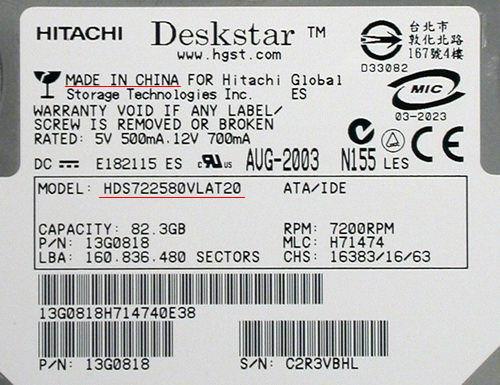 HITACHI Deskstar ™
www.hgst.com
台北市
敦化北路
167號4樓
D33082
MADE IN CHINA FOR Hitachi Global
Storage Technologies Inc. ES
WARRANTY VOID IF ANY LABEL/
SCREW IS REMOVED OR BROKEN
RATED: 5V 500mA.12V 700mA
MIC
03-2023
DC E182115 ES c UR US AUG-2003 N155 LES CE
MODEL: HDS722580VLAT20 ATA/IDE
CAPACITY: 82.3GB RPM: 7200RPM
P/N: 13G0818 MLC: H71474
LBA: 160.836.480 SECTORS CHS: 16383/16/63
13G0818H714740E38
P/N: 13G0818 S/N: C2R3VBHL